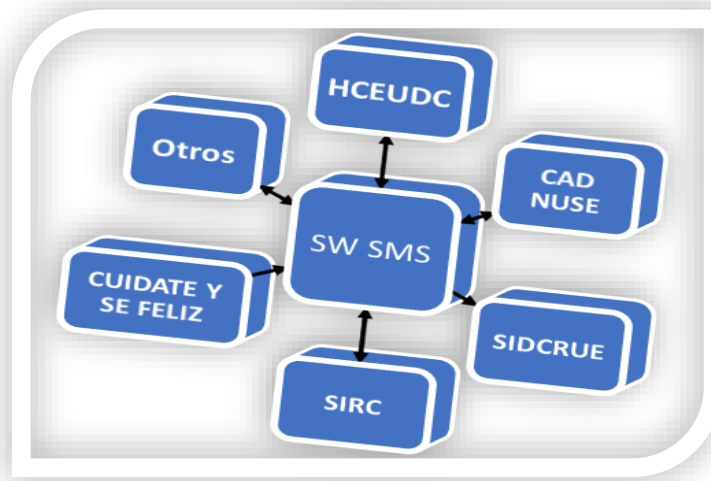 HCEUDC
Otros
CAD
NUSE
SW SMS
CUIDATE Y
SE FELIZ
SIDCRUE
SIRC